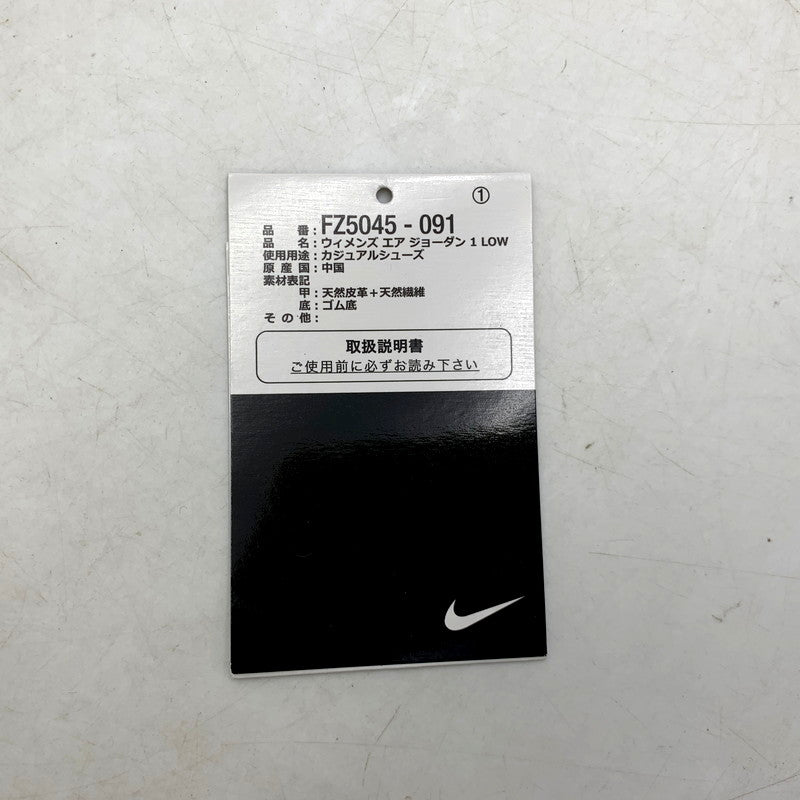 ①
品番：FZ5045 - 091
品名：ウィメンズ エア ジョーダン 1 LOW
使用用途：カジュアルシューズ
原産国：中国
素材表記
甲：天然皮革＋天然繊維
底：ゴム底
その他：
取扱説明書
ご使用前に必ずお読み下さい